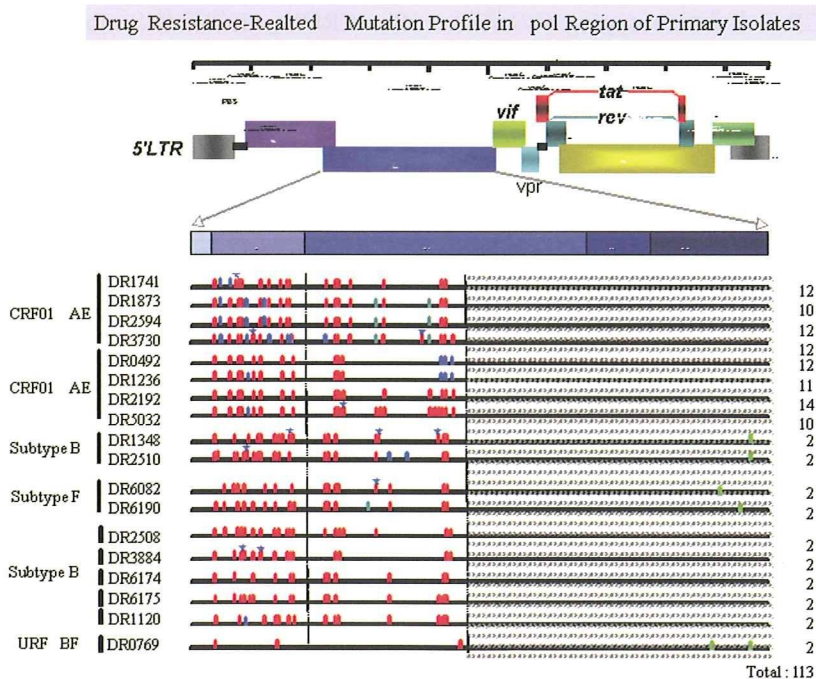 Drug Resistance-Realted Mutation Profile in pol Region of Primary Isolates
PBS
vif
tat
rev
5'LTR
vpr
CRF01 AE
DR1741
12
DR1873
10
DR2594
12
DR3730
12
CRF01 AE
DR0492
12
DR1236
11
DR2192
14
DR5032
10
Subtype B
DR1348
2
DR2510
2
Subtype F
DR6082
2
DR6190
2
Subtype B
DR2508
2
DR3884
2
DR6174
2
DR6175
2
DR1120
2
URF BF
DR0769
2
Total : 113